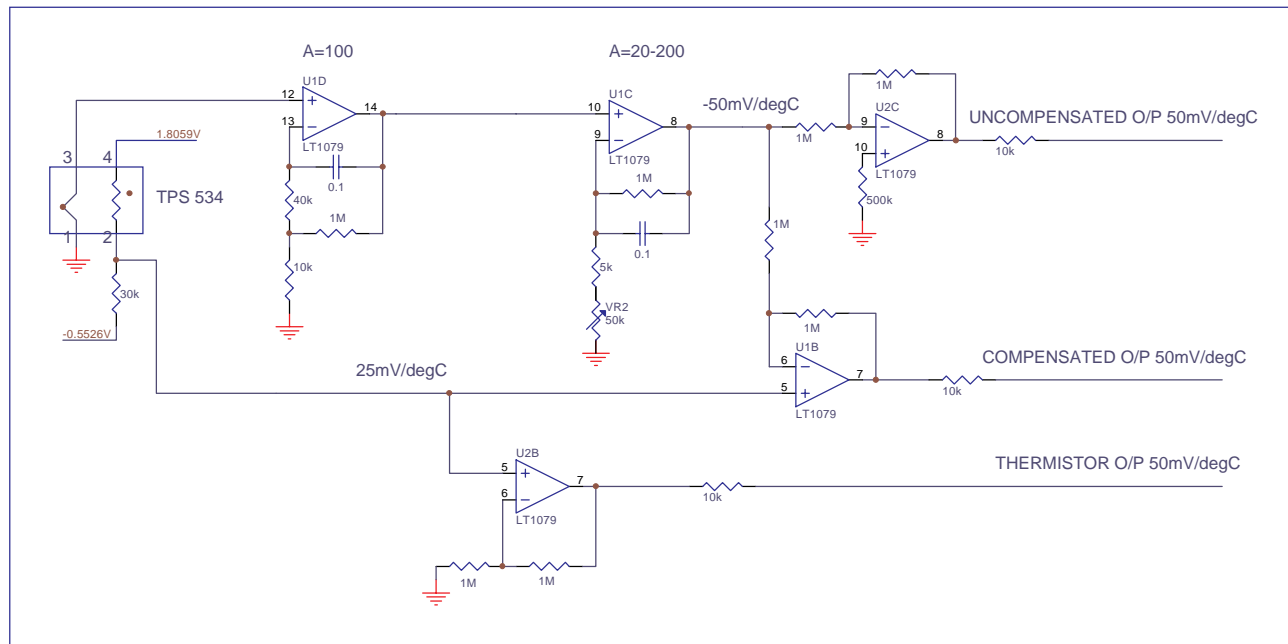 A=100
A=20-200
U1D
12
13
14
LT1079
0.1
40k
1M
10k
U1C
10
9
8
LT1079
1M
0.1
5k
VR2
50k
-50mV/degC
1M
1M
U2C
9
10
8
LT1079
500k
UNCOMPENSATED O/P 50mV/degC
10k
1.8059V
3
4
TPS 534
1
2
30k
-0.5526V
1M
1M
U1B
6
5
7
LT1079
COMPENSATED O/P 50mV/degC
10k
25mV/degC
U2B
5
6
7
LT1079
THERMISTOR O/P 50mV/degC
10k
1M
1M